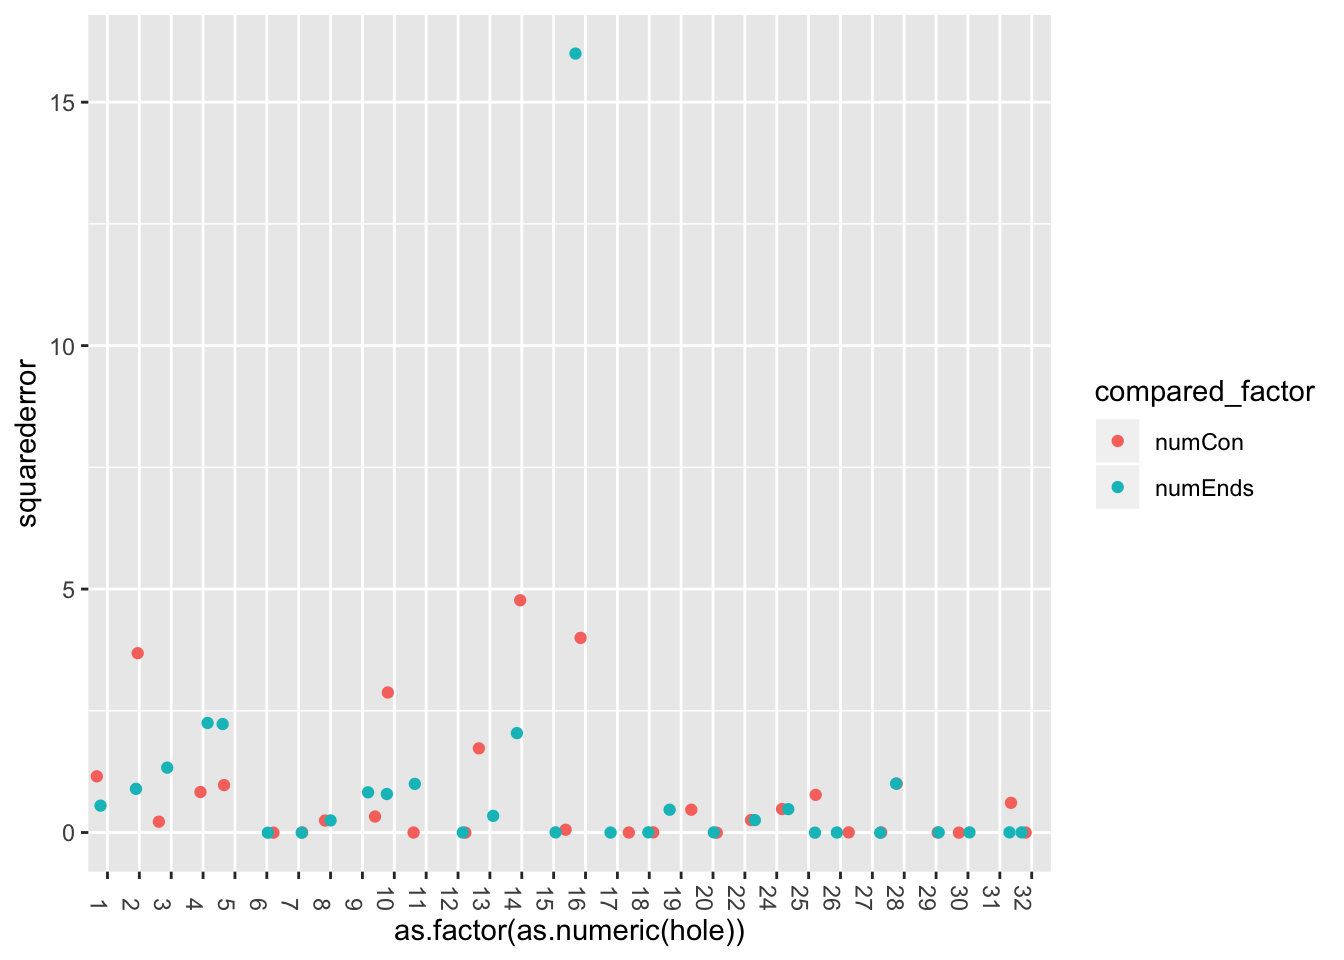 15
10
5
0
squarederror
1 2 3 4 5 6 7 8 9 10 11 12 13 14 15 16 17 18 19 20 22 24 25 26 27 28 29 30 31 32
as.factor(as.numeric(hole))
compared_factor
numCon
numEnds